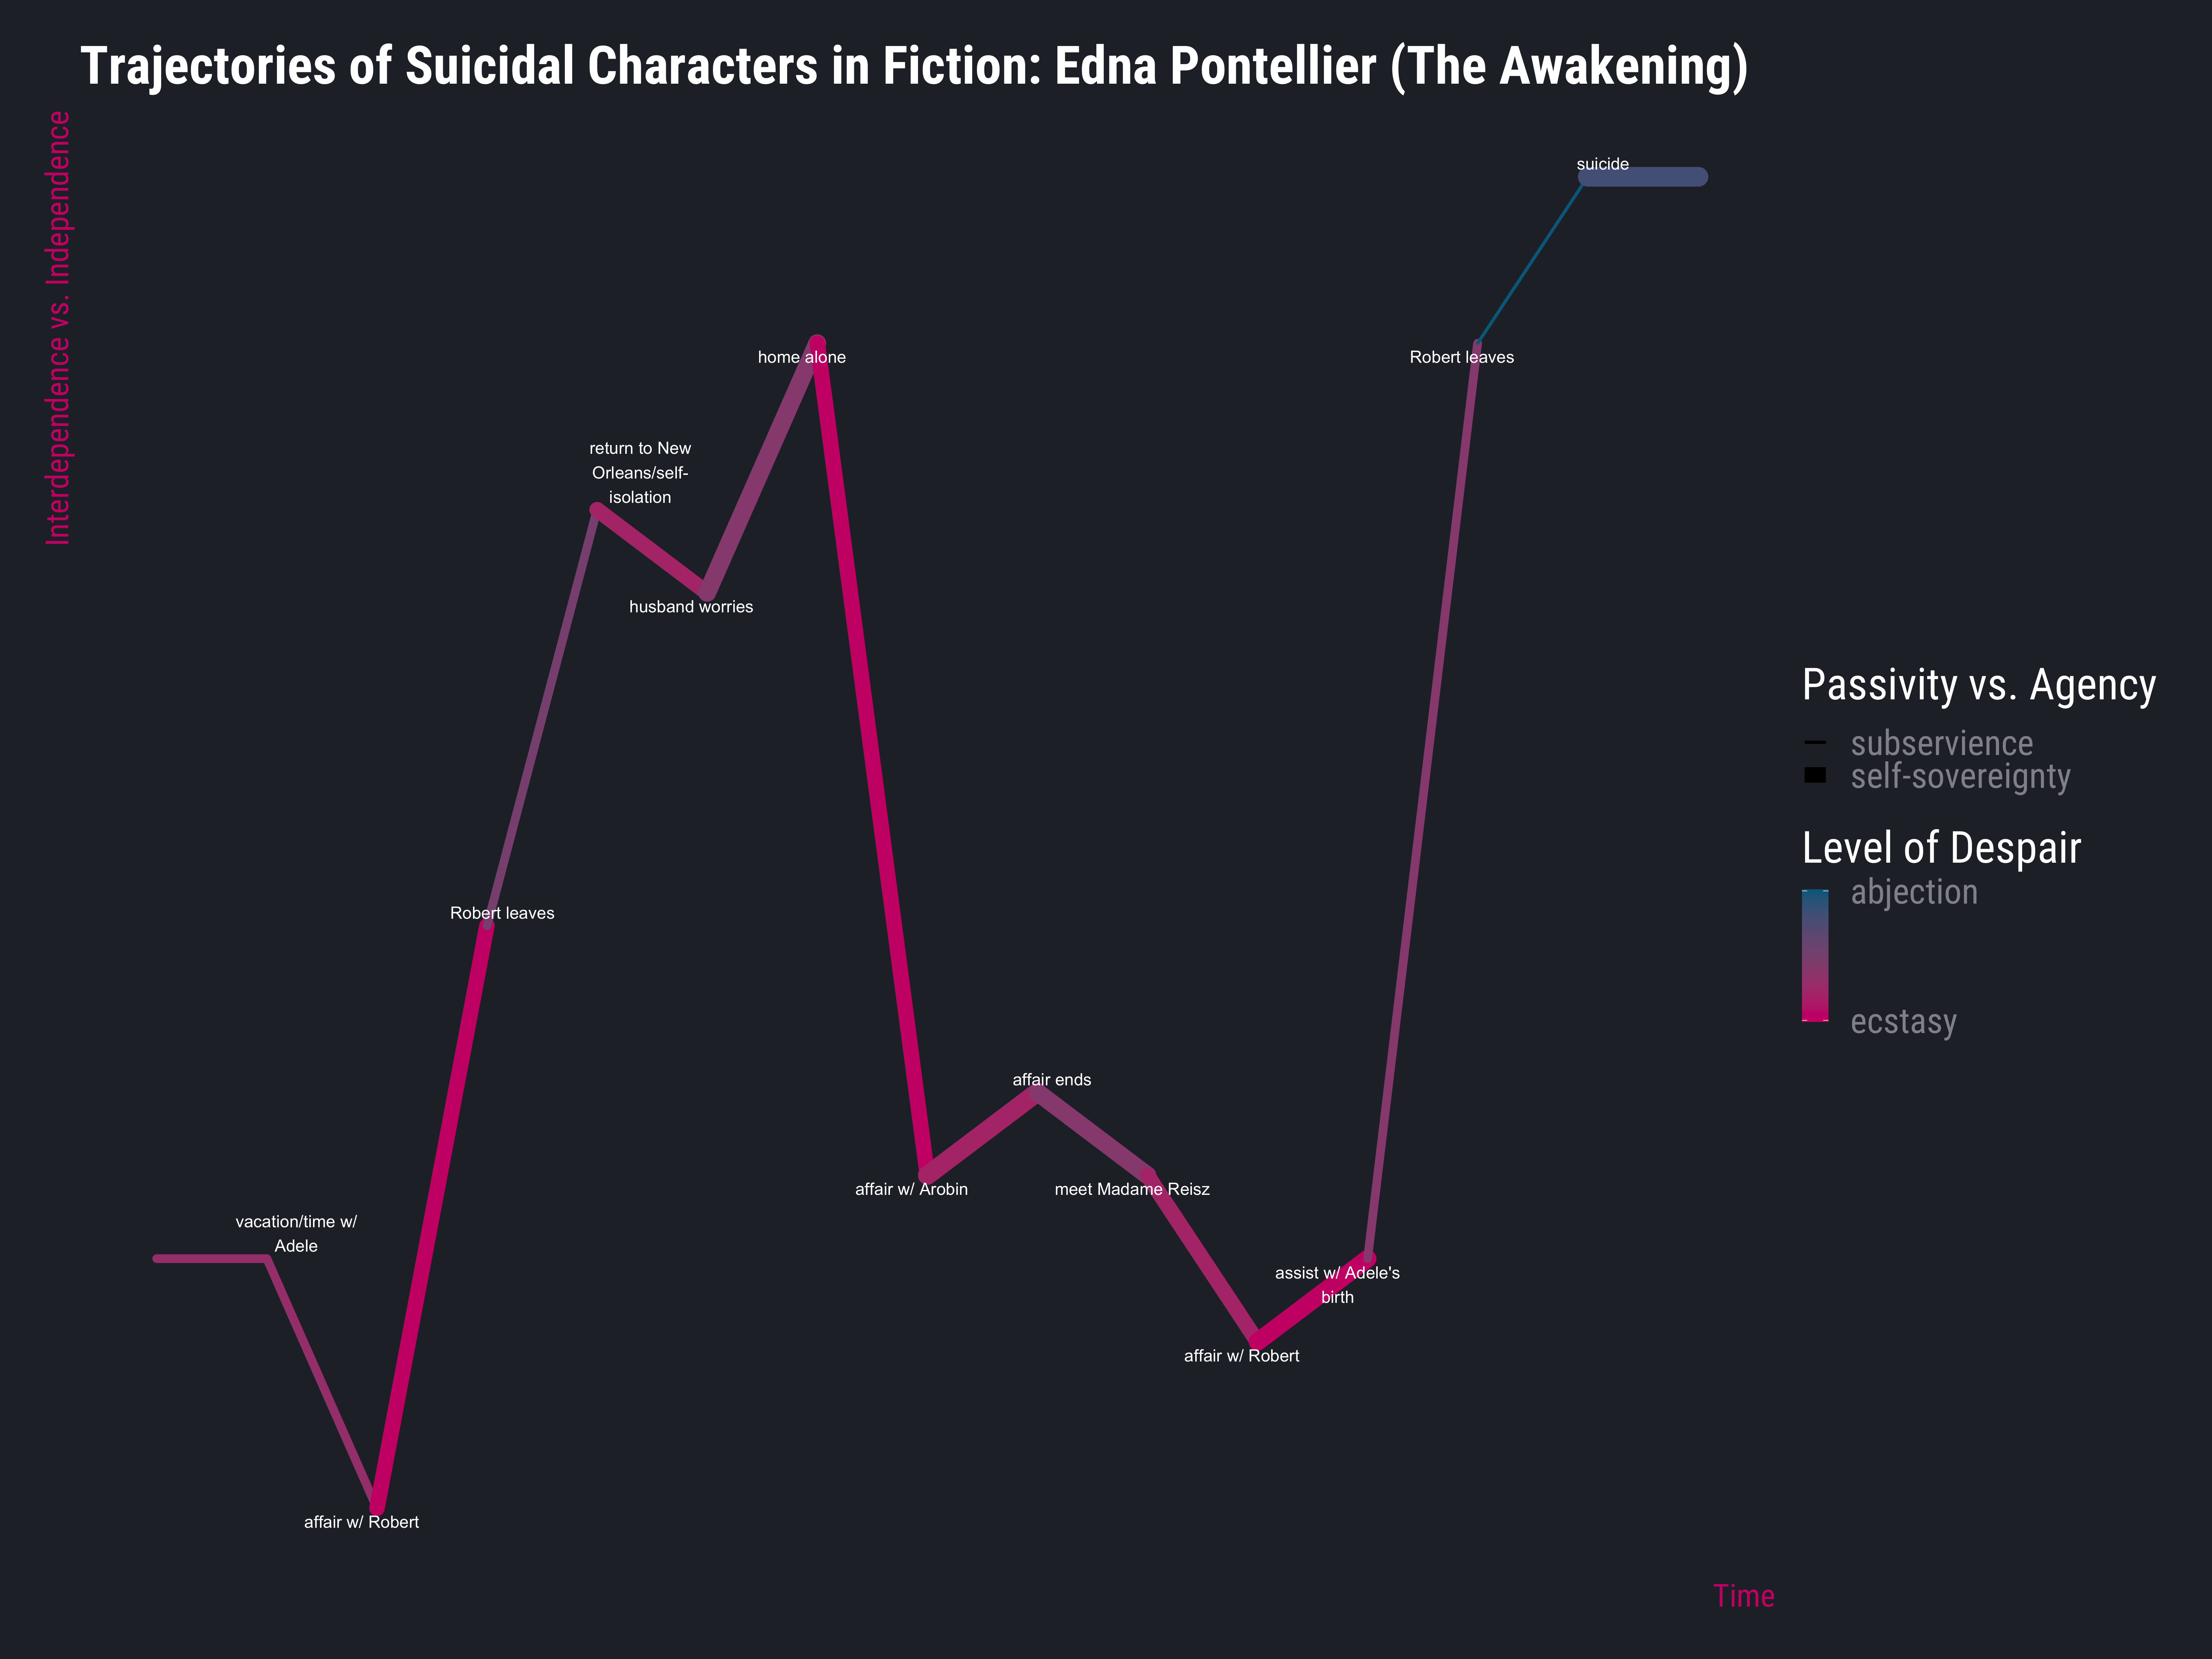 Trajectories of Suicidal Characters in Fiction: Edna Pontellier (The Awakening)
Interdependence vs. Independence
suicide
home alone
Robert leaves
return to New
Orleans/self-
isolation
husband worries
Passivity vs. Agency
subservience
self-sovereignty
Level of Despair
abjection
ecstasy
Robert leaves
affair ends
affair w/ Arobin
meet Madame Reisz
vacation/time w/
Adele
assist w/ Adele's
birth
affair w/ Robert
affair w/ Robert
Time